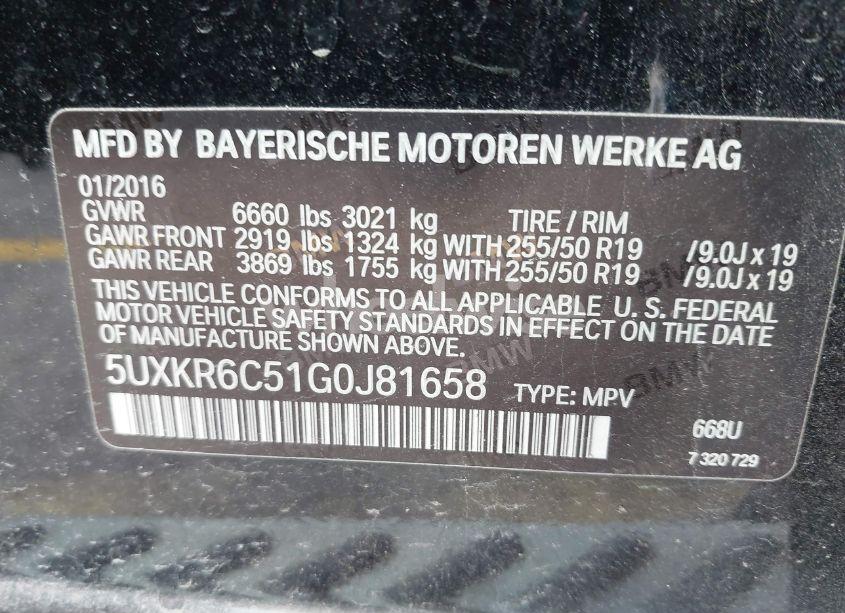 MFD BY BAYERISCHE MOTOREN WERKE AG
01/2016
GVWR 6660 lbs 3021 kg TIRE / RIM
GAWR FRONT 2919 lbs 1324 kg WITH 255/50 R19 /9.0J x 19
GAWR REAR 3869 lbs 1755 kg WITH 255/50 R19 /9.0J x 19
THIS VEHICLE CONFORMS TO ALL APPLICABLE U. S. FEDERAL
MOTOR VEHICLE SAFETY STANDARDS IN EFFECT ON THE DATE
OF MANUFACTURE SHOWN ABOVE.
5UXKR6C51G0J81658 TYPE: MPV
668U
7 320 729